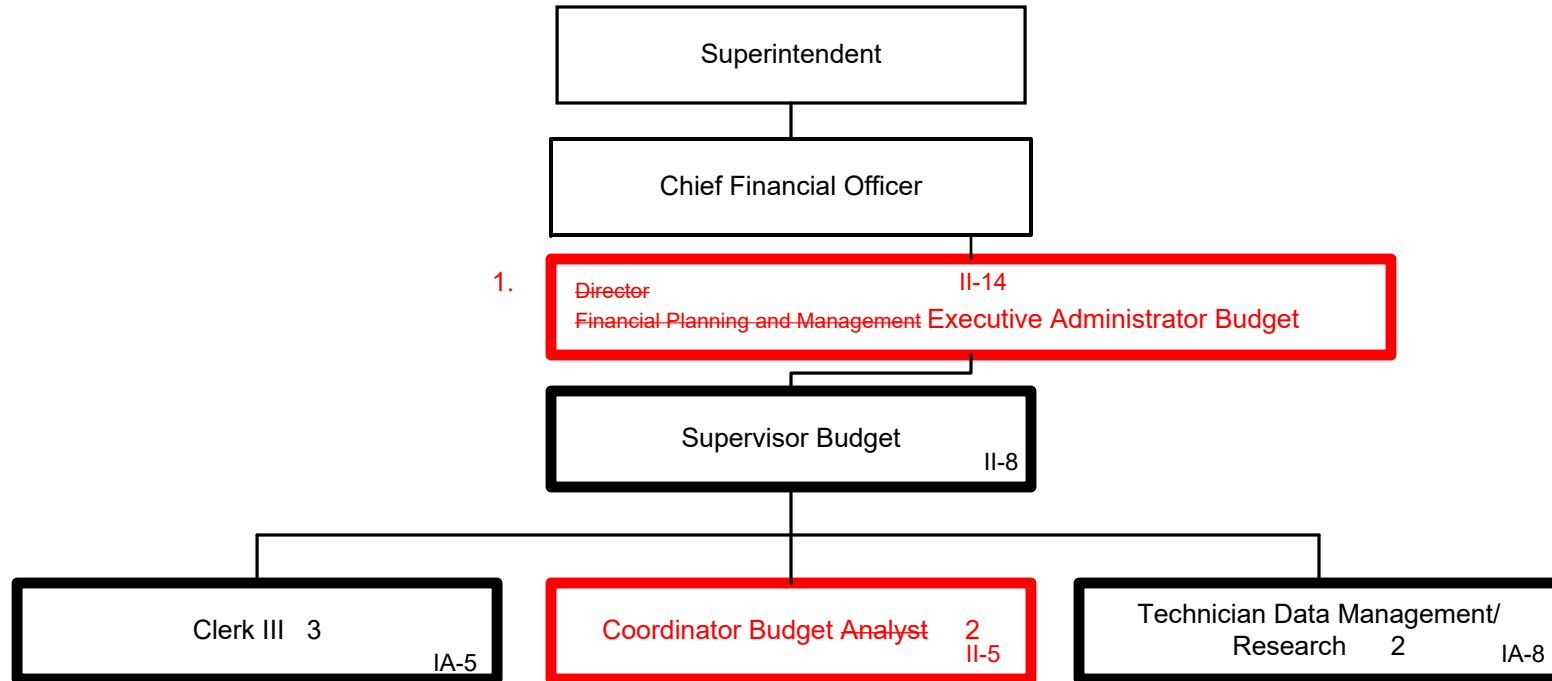 Superintendent
Chief Financial Officer
1.
II-14
Director
Financial Planning and Management Executive Administrator Budget
Supervisor Budget
II-8
Clerk III 3
IA-5
Coordinator Budget Analyst 2
II-5
Technician Data Management/
Research 2
IA-8